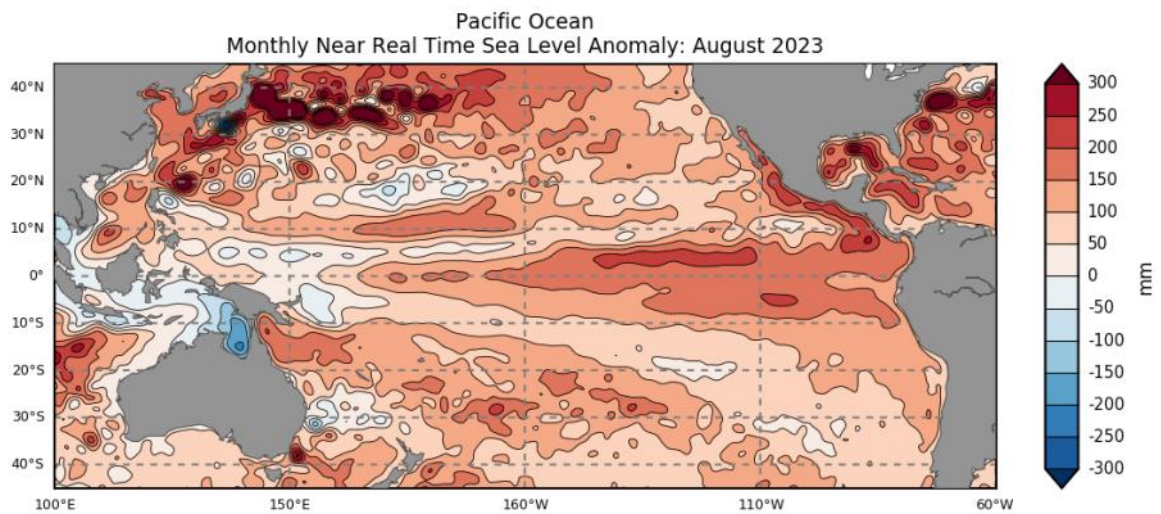 Pacific Ocean
Monthly Near Real Time Sea Level Anomaly: August 2023
40°N
30°N
20°N
10°N
0°
10°S
20°S
30°S
40°S
100°E
150°E
160°W
110°W
60°W
300
250
200
150
100
50
0
-50
-100
-150
-200
-250
-300
mm